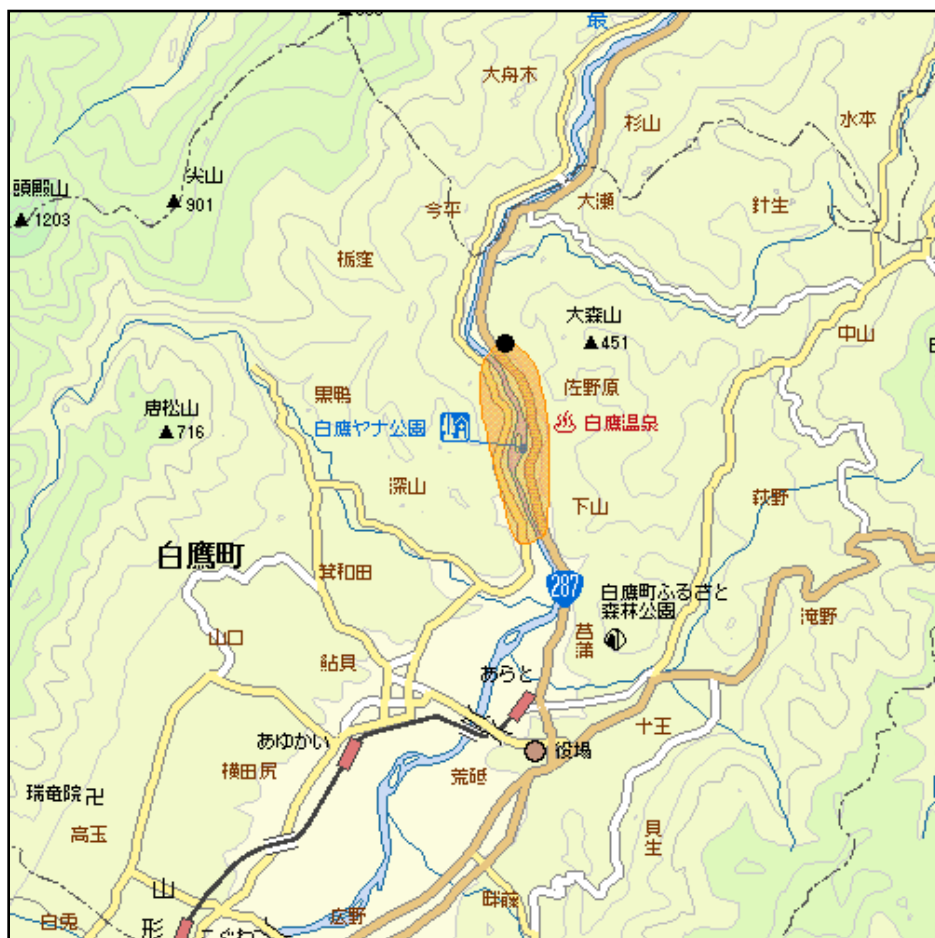 最
大舟木
杉山
水本
尖山
901
頭殿山
1203
今平
大瀬
針生
栃窪
大森山
451
中山
黒鴨
佐野原
唐松山
716
白鷹ヤナ公園
白鷹温泉
深山
下山
萩野
白鷹町
箕和田
287
白鷹町ふるさと
森林公園
滝野
菖蒲
山口
鮎貝
あらと
十王
あゆかい
役場
横田尻
荒砥
瑞竜院
高玉
貝生
山形
畔藤
広野
白兎